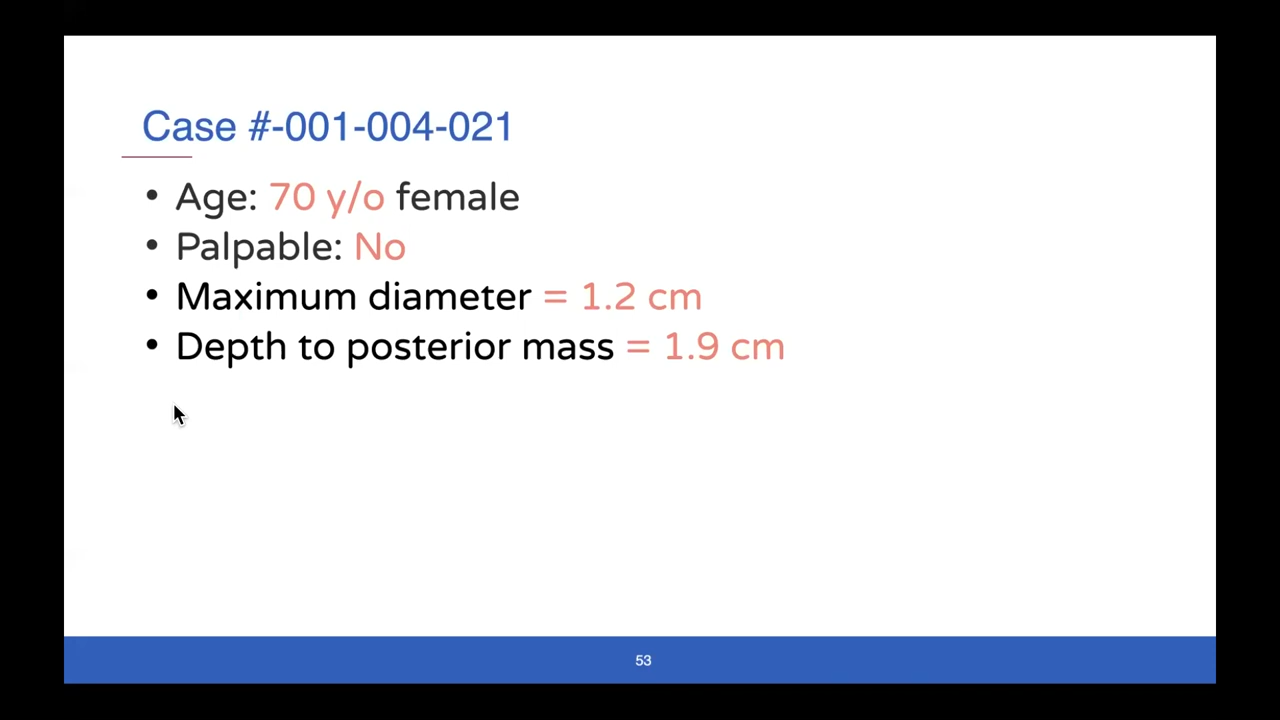 Case #-001-004-021
• Age: 70 y/o female
• Palpable: No
• Maximum diameter = 1.2 cm
• Depth to posterior mass = 1.9 cm
53